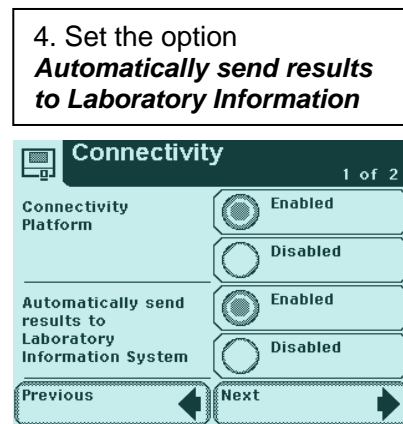 4. Set the option
Automatically send results
to Laboratory Information
Connectivity
1 of 2
Connectivity
Platform
Enabled
Disabled
Automatically send
results to
Laboratory
Information System
Enabled
Disabled
Previous
Next